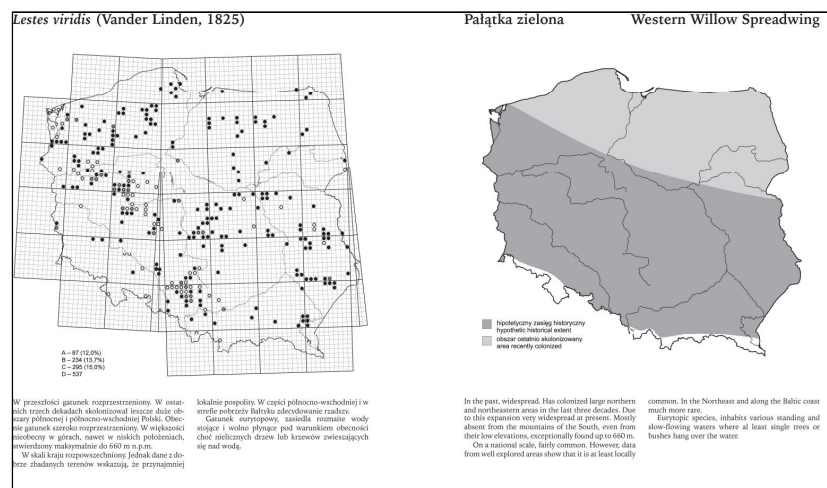 Lestes viridis (Vander Linden, 1825)
Pałątka zielona
Western Willow Spreadwing
A – 87 (12,0%)
B – 234 (13,7%)
C – 295 (15,0%)
D – 537
hipotetyczny zasięg historyczny
hypothetic historical extent
obszar ostatnio skolonizowany
area recently colonized
W przeszłości gatunek rozprzestrzeniony. W ostat-
nich trzech dekadach skolonizował jeszcze duże ob-
szary północnej i północno-wschodniej Polski. Obec-
nie gatunek szeroko rozprzestrzeniony. W większości
nieobecny w górach, nawet w niskich położeniach,
stwierdzony maksymalnie do 660 m n.p.m.
W skali kraju rozpowszechniony. Jednak dane z do-
brze zbadanych terenów wskazują, że przynajmniej
lokalnie pospolity. W części północno-wschodniej i w
strefie pobrzeży Bałtyku zdecydowanie rzadszy.
Gatunek eurytopowy, zasiedla rozmaite wody
stojące i wolno płynące pod warunkiem obecności
choć nielicznych drzew lub krzewów zwieszających
się nad wodą.
In the past, widespread. Has colonized large northern
and northeastern areas in the last three decades. Due
to this expansion very widespread at present. Mostly
absent from the mountains of the South, even from
their low elevations, exceptionally found up to 660 m.
On a national scale, fairly common. However, data
from well explored areas show that it is at least locally
common. In the Northeast and along the Baltic coast
much more rare.
Eurytopic species, inhabits various standing and
slow-flowing waters where al least single trees or
bushes hang over the water.